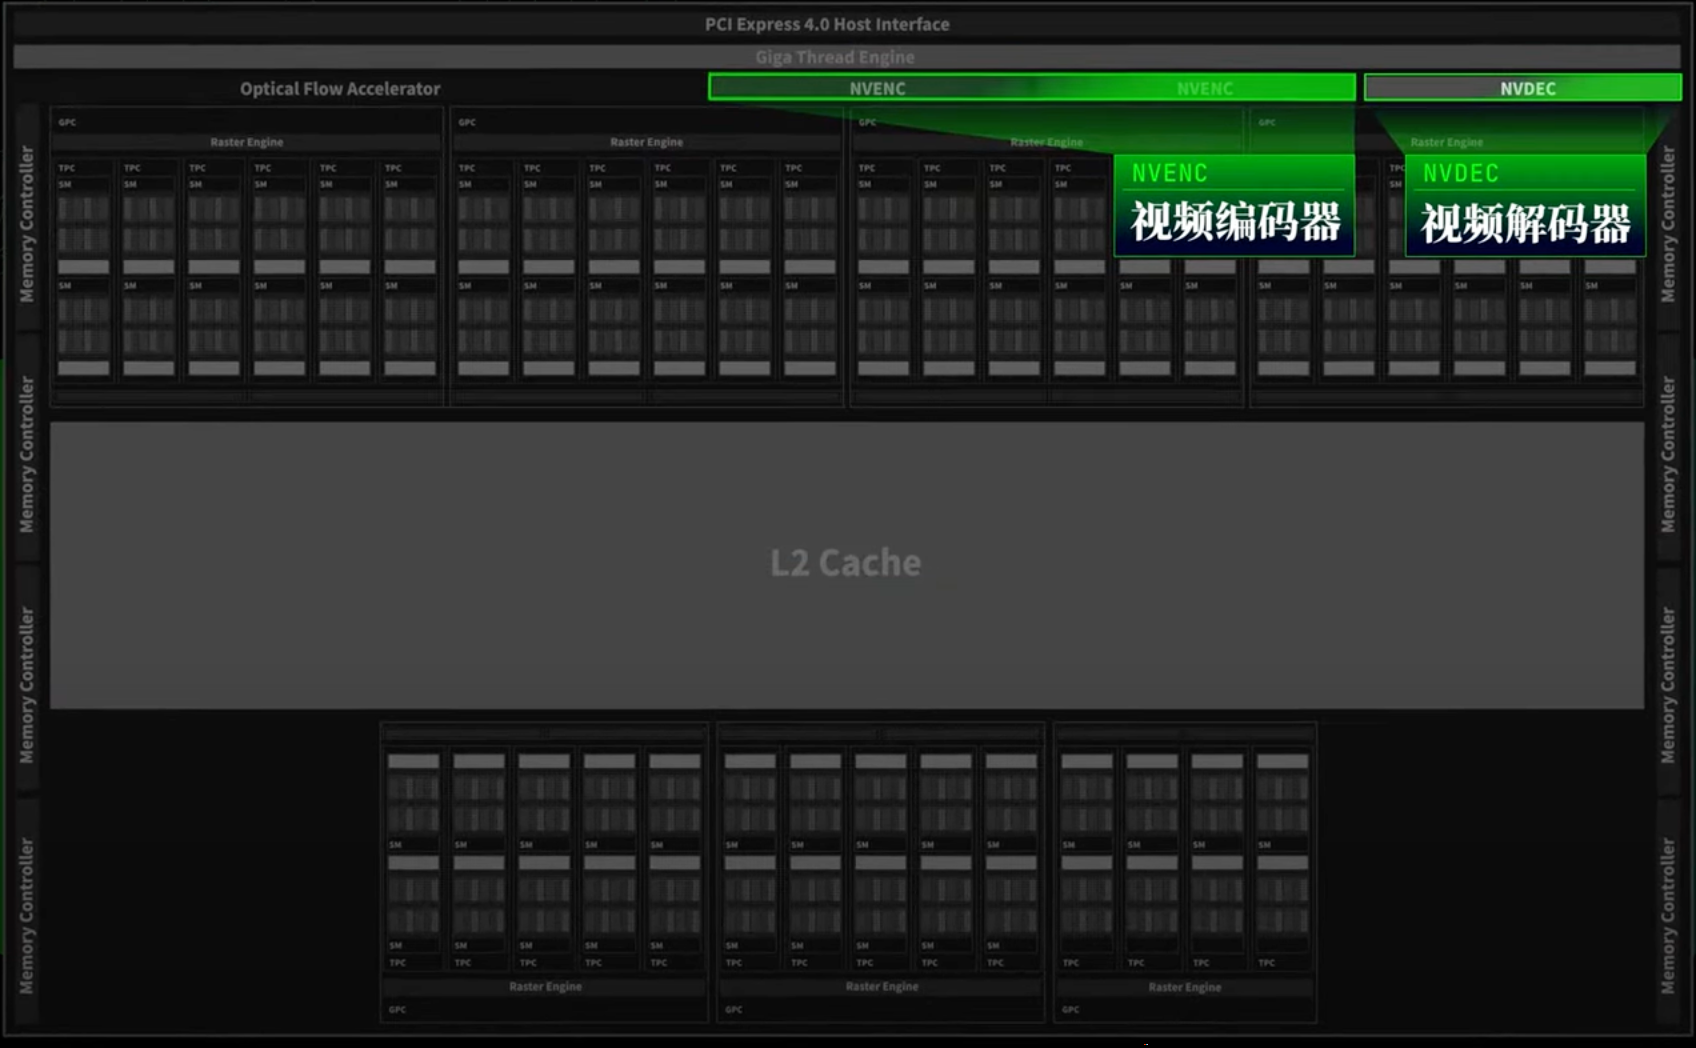 PCI Express 4.0 Host Interface
Giga Thread Engine
Optical Flow Accelerator
NVENC
NVENC
NVDEC
GPC
GPC
GPC
GPC
Raster Engine
Raster Engine
Raster Engine
Raster Engine
NVENC
视频编码器
NVDEC
视频解码器
TPC TPC TPC TPC TPC TPC
TPC TPC TPC TPC TPC TPC
TPC TPC TPC TPC
SM SM SM SM SM SM
SM SM SM SM SM SM
SM SM SM SM
SM
SM SM SM SM SM SM
SM SM SM SM SM SM
SM SM SM SM SM SM
SM SM SM SM SM SM
Memory Controller
Memory Controller
Memory Controller
Memory Controller
Memory Controller
Memory Controller
Memory Controller
Memory Controller
L2 Cache
SM SM SM SM SM
SM SM SM SM SM
SM SM SM SM
SM SM SM SM SM
SM SM SM SM SM
SM SM SM SM
TPC TPC TPC TPC TPC
TPC TPC TPC TPC TPC
TPC TPC TPC TPC
Raster Engine
Raster Engine
Raster Engine
GPC
GPC
GPC